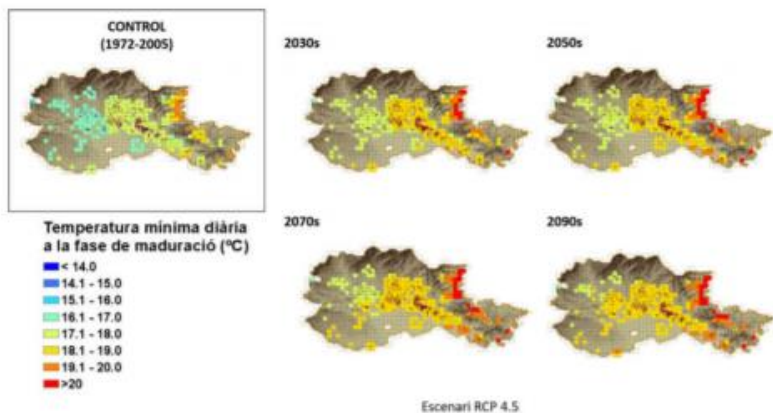 CONTROL
(1972-2005)
2030s
2050s
Temperatura mínima diària
a la fase de maduració (ºC)
< 14.0
14.1 - 15.0
15.1 - 16.0
16.1 - 17.0
17.1 - 18.0
18.1 - 19.0
19.1 - 20.0
>20
2070s
2090s
Escenari RCP 4.5